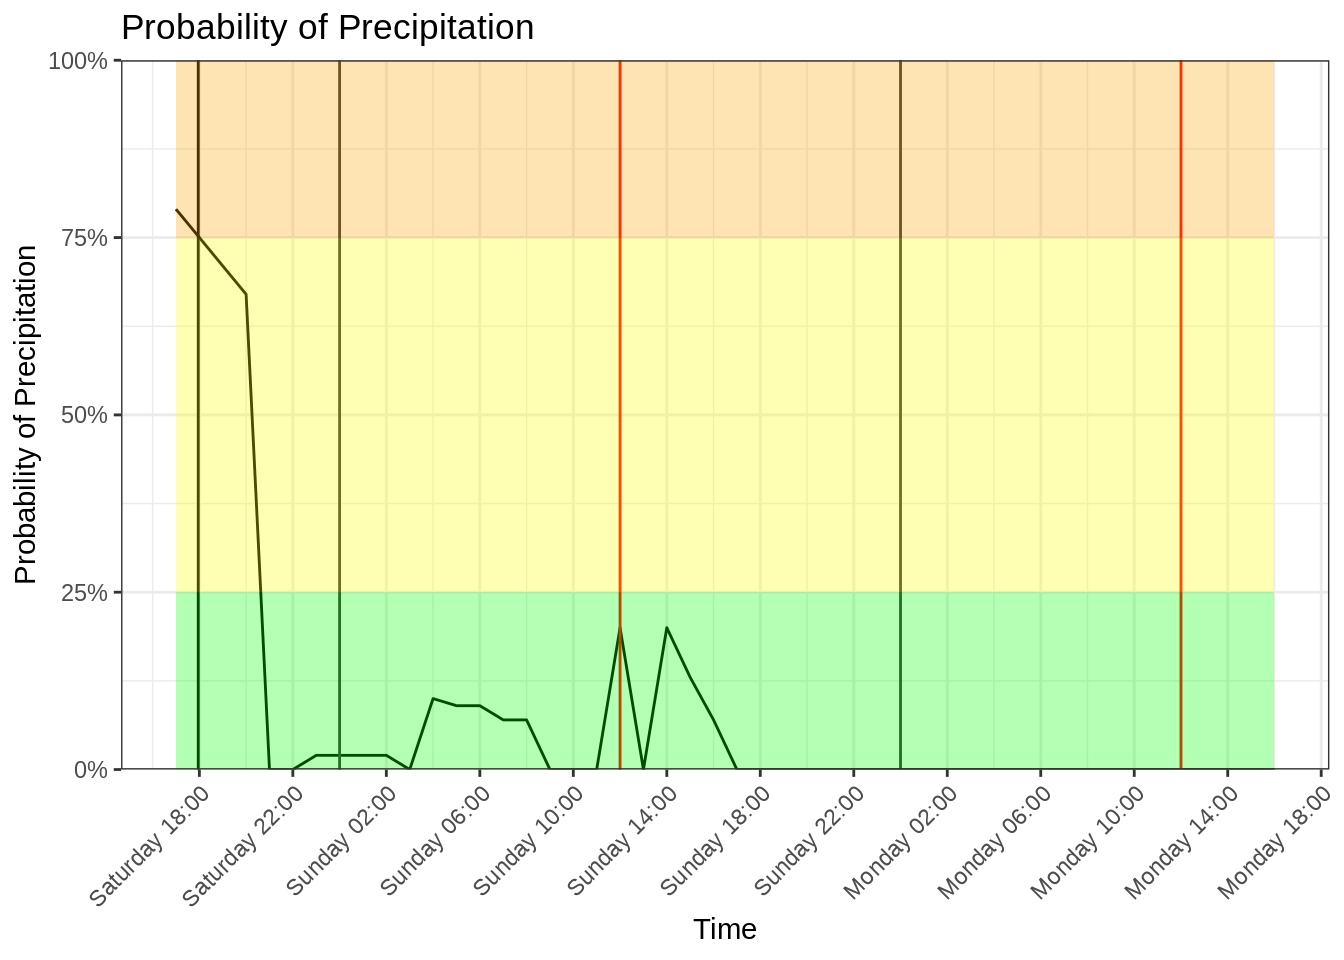 Probability of Precipitation
Probability of Precipitation
100%
75%
50%
25%
0%
Saturday 18:00
Saturday 22:00
Sunday 02:00
Sunday 06:00
Sunday 10:00
Sunday 14:00
Sunday 18:00
Sunday 22:00
Monday 02:00
Monday 06:00
Monday 10:00
Monday 14:00
Monday 18:00
Time